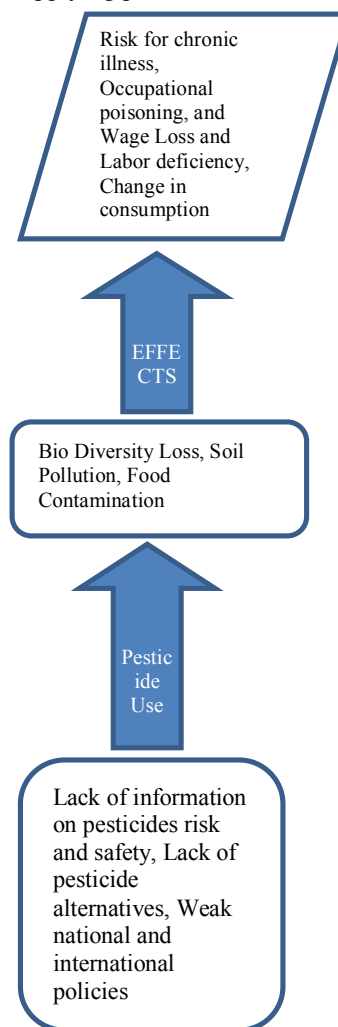 Risk for chronic
illness,
Occupational
poisoning, and
Wage Loss and
Labor deficiency,
Change in
consumption
EFFE
CTS
Bio Diversity Loss, Soil
Pollution, Food
Contamination
Pestic
ide
Use
Lack of information
on pesticides risk
and safety, Lack of
pesticide
alternatives, Weak
national and
international
policies